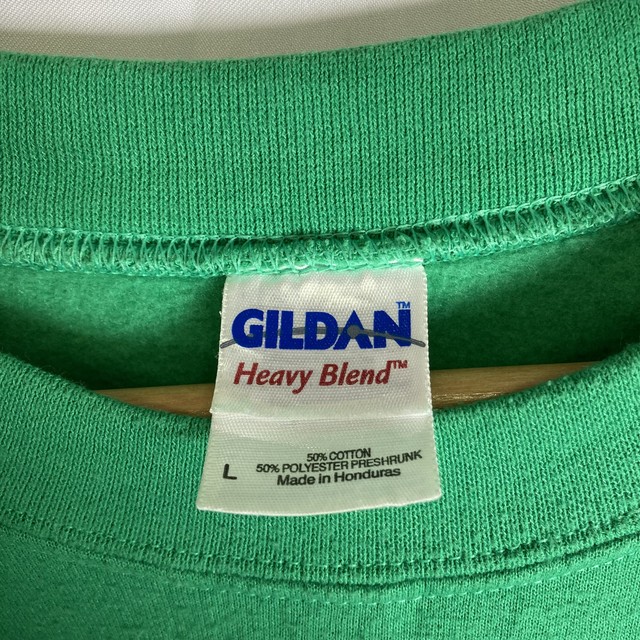 GILDAN™
Heavy Blend™
50% COTTON
L 50% POLYESTER PRESHRUNK
Made in Honduras